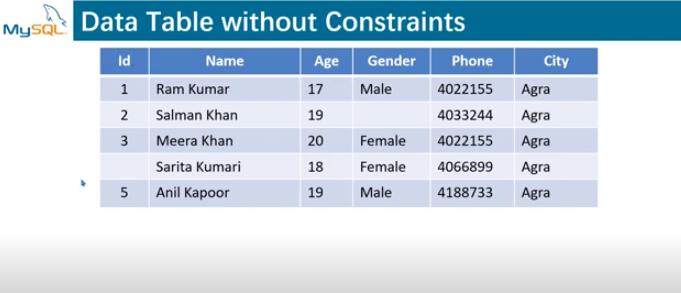 MySQL Data Table without Constraints
Id Name Age Gender Phone City
1 Ram Kumar 17 Male 4022155 Agra
2 Salman Khan 19 4033244 Agra
3 Meera Khan 20 Female 4022155 Agra
Sarita Kumari 18 Female 4066899 Agra
5 Anil Kapoor 19 Male 4188733 Agra